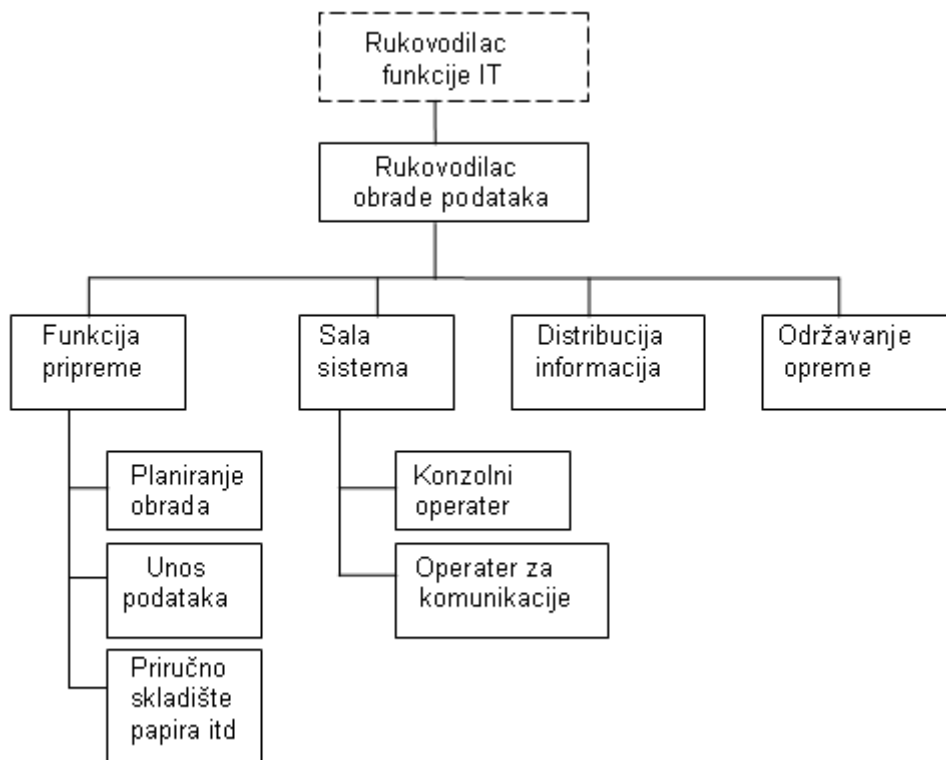 Rukovodilac
funkcije IT
Rukovodilac
obrade podataka
Funkcija
pripreme
Sala
sistema
Distribucija
informacija
Održavanje
opreme
Planiranje
obrada
Unos
podataka
Priručno
skladište
papira itd
Konzolni
operater
Operater za
komunikacije